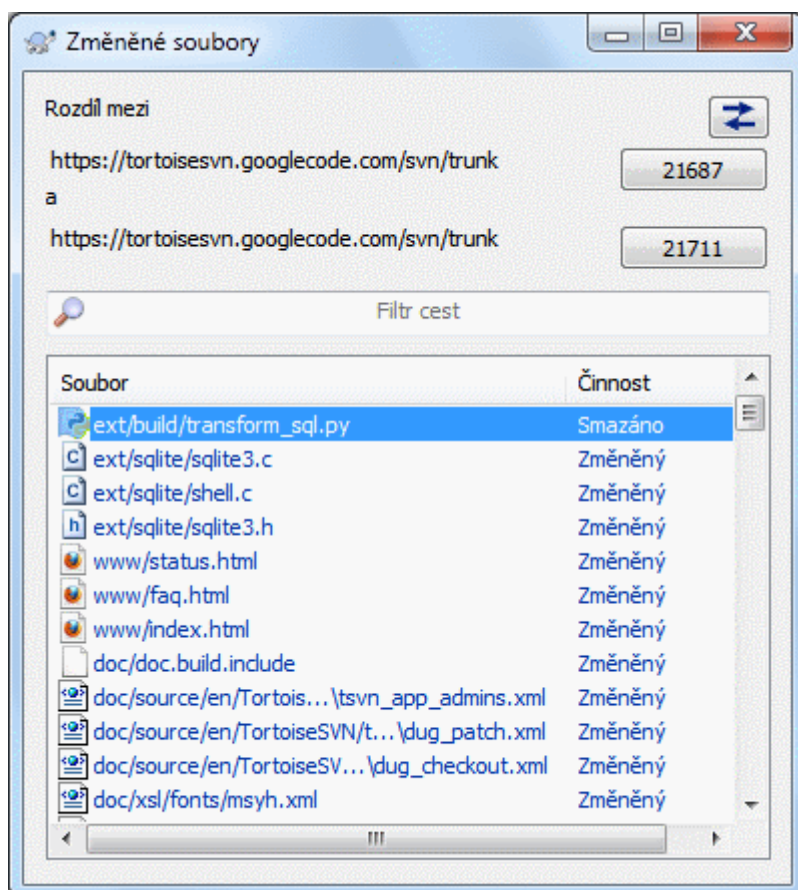 Změněné soubory
Rozdíl mezi
https://tortoisesvn.googlecode.com/svn/trunk
21687
a
https://tortoisesvn.googlecode.com/svn/trunk
21711
Filtr cest
Soubor Činnost
ext/build/transform_sql.py Smazáno
ext/sqlite/sqlite3.c Změněný
ext/sqlite/shell.c Změněný
ext/sqlite/sqlite3.h Změněný
www/status.html Změněný
www/faq.html Změněný
www/index.html Změněný
doc/doc.build.include Změněný
doc/source/en/Tortois...\tsvn_app_admins.xml Změněný
doc/source/en/TortoiseSVN/t...\dug_patch.xml Změněný
doc/source/en/TortoiseSV...\dug_checkout.xml Změněný
doc/xsl/fonts/msyh.xml Změněný